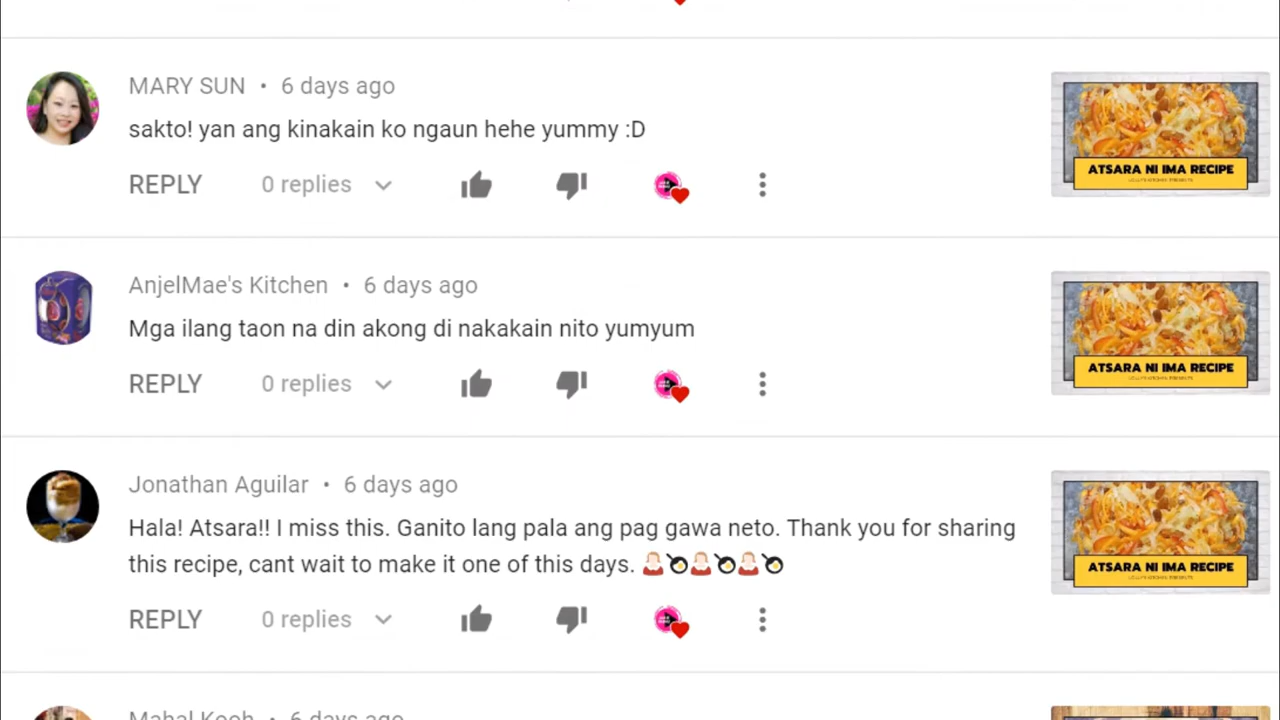 MARY SUN • 6 days ago
sakto! yan ang kinakain ko ngaun hehe yummy :D
REPLY 0 replies
ATSARA NI IMA RECIPE
AnjelMae's Kitchen • 6 days ago
Mga ilang taon na din akong di nakakain nito yumyum
REPLY 0 replies
ATSARA NI IMA RECIPE
Jonathan Aguilar • 6 days ago
Hala! Atsara!! I miss this. Ganito lang pala ang pag gawa neto. Thank you for sharing
this recipe, cant wait to make it one of this days.
REPLY 0 replies
ATSARA NI IMA RECIPE
Mahal Kooh • 6 days ago